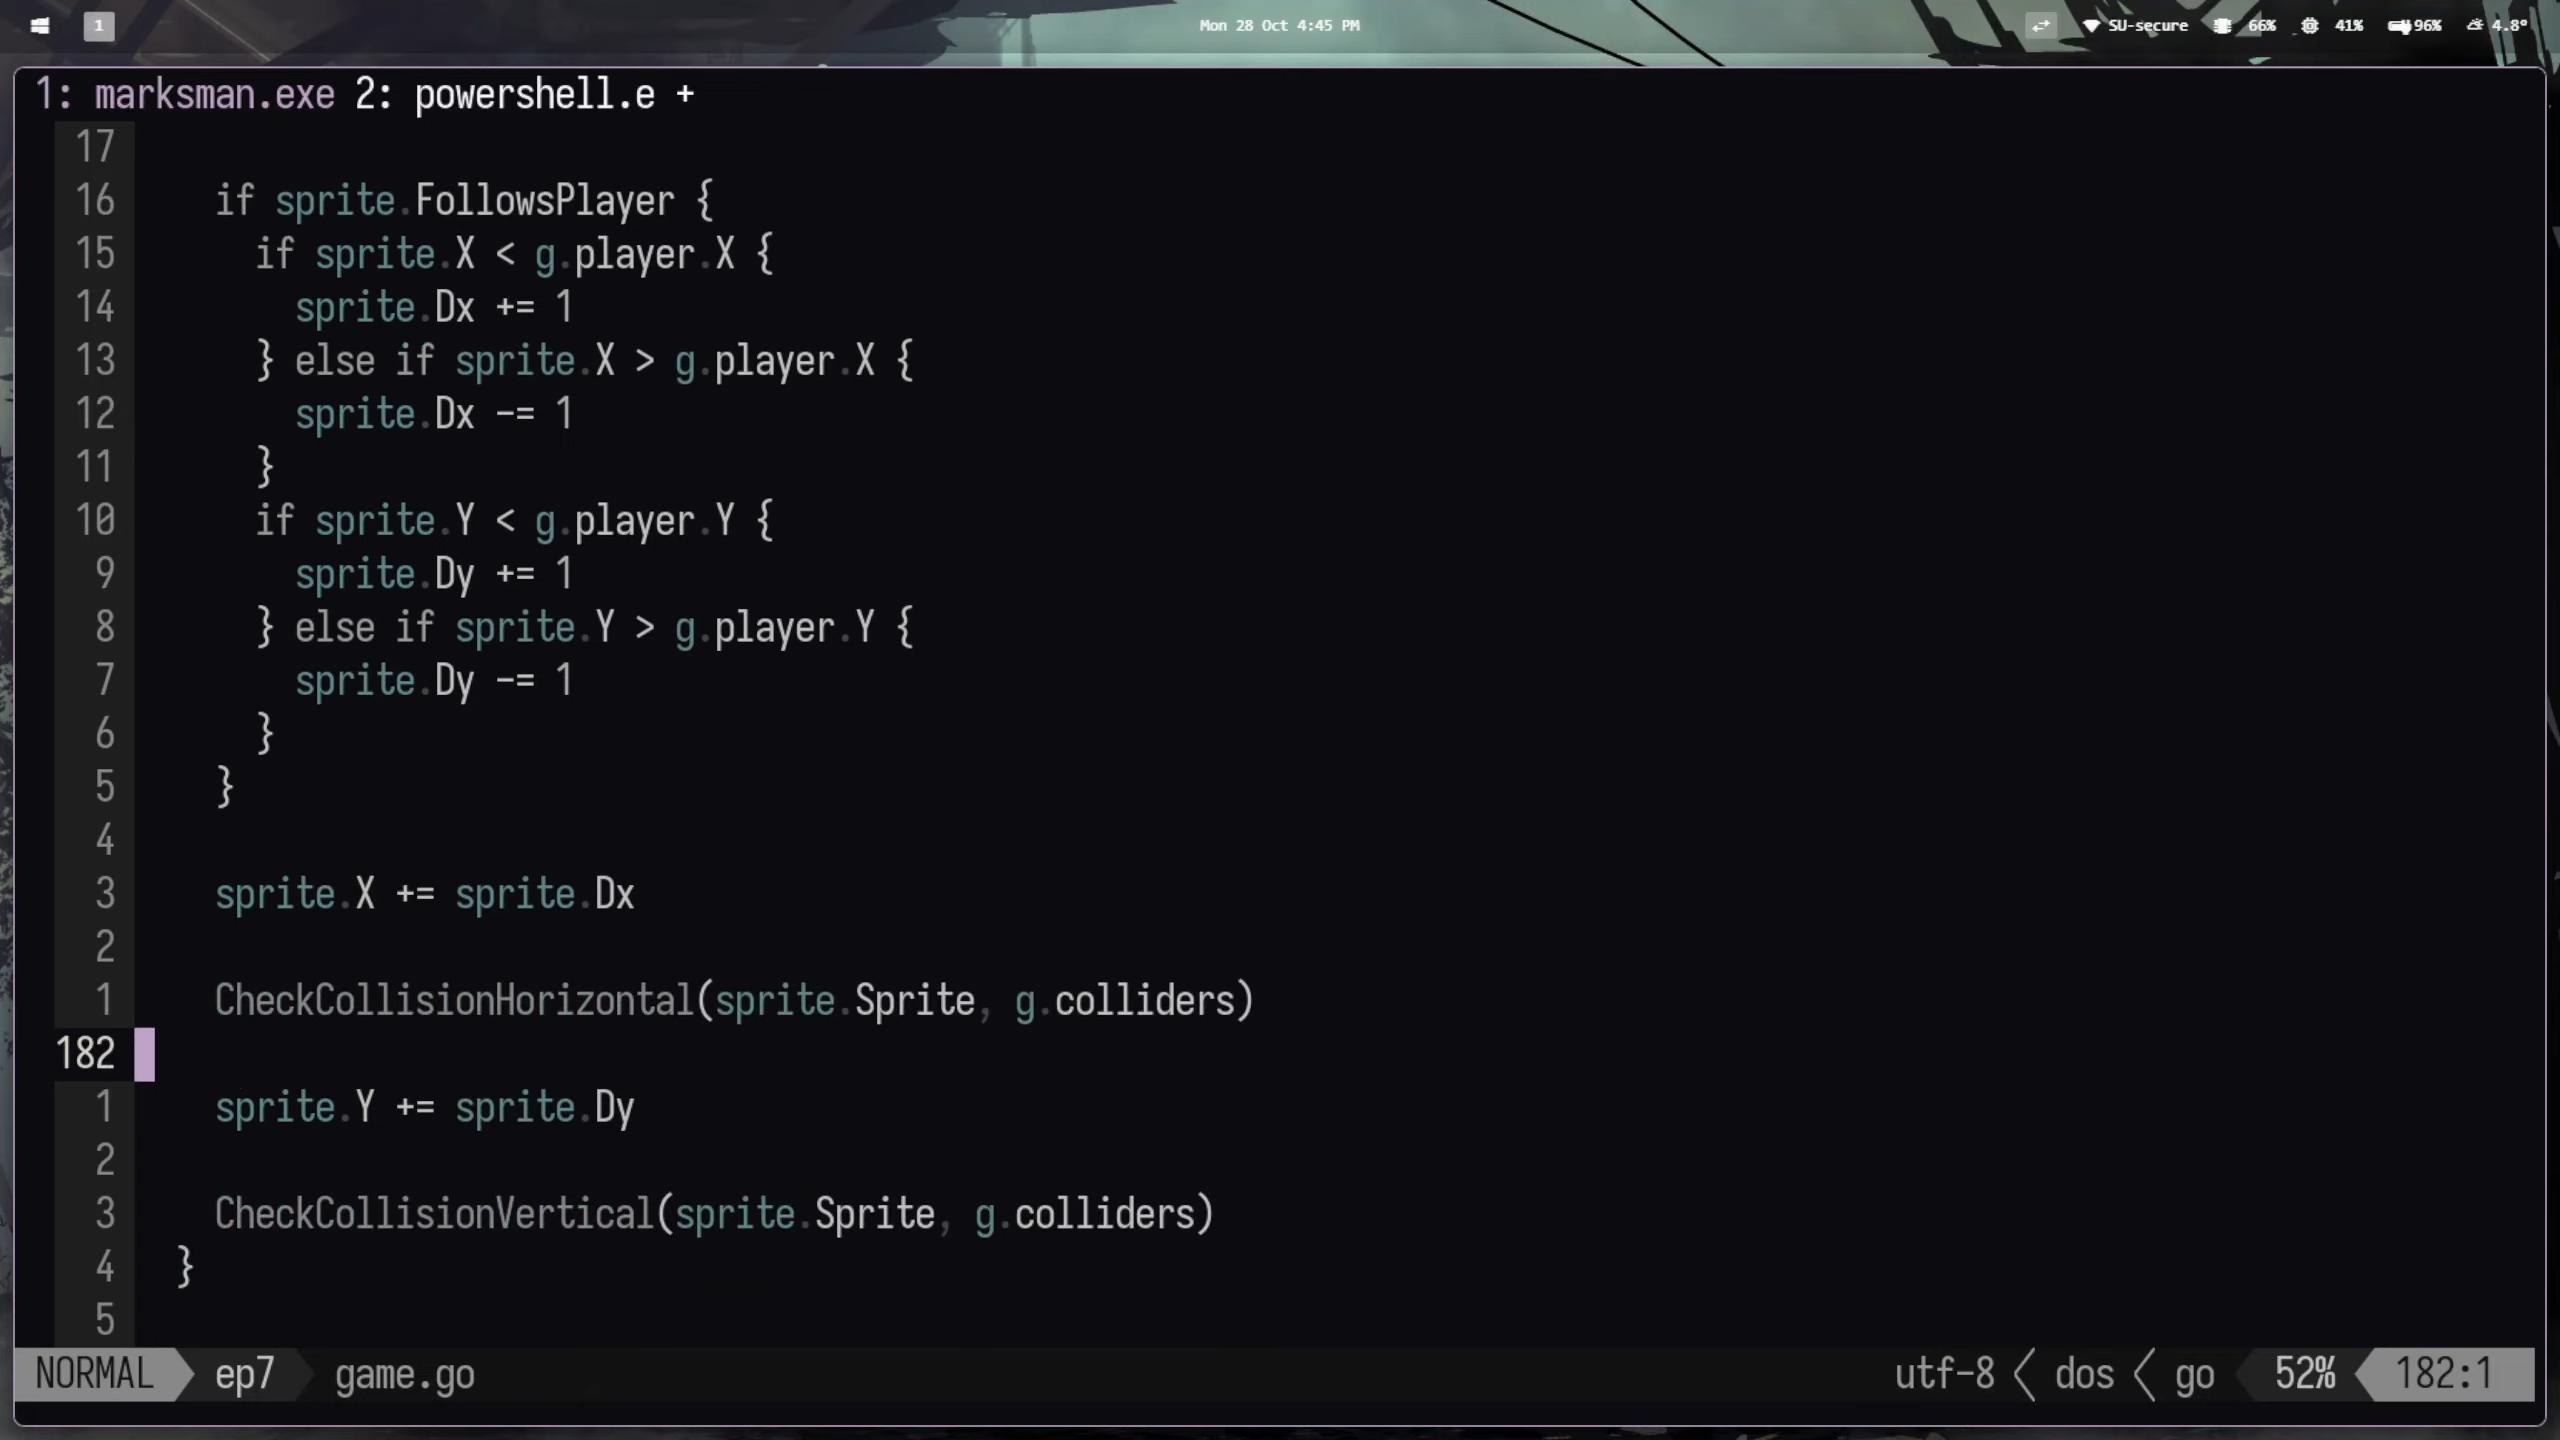 1
Mon 28 Oct 4:45 PM
SU-secure 66% 41% 96% 4.8°
1: marksman.exe 2: powershell.e +
17
16 if sprite.FollowsPlayer {
15 if sprite.X < g.player.X {
14 sprite.Dx += 1
13 } else if sprite.X > g.player.X {
12 sprite.Dx -= 1
11 }
10 if sprite.Y < g.player.Y {
9 sprite.Dy += 1
8 } else if sprite.Y > g.player.Y {
7 sprite.Dy -= 1
6 }
5 }
4
3 sprite.X += sprite.Dx
2
1 CheckCollisionHorizontal(sprite.Sprite, g.colliders)
182
1 sprite.Y += sprite.Dy
2
3 CheckCollisionVertical(sprite.Sprite, g.colliders)
4 }
5
NORMAL ep7 game.go utf-8 dos go 52% 182:1